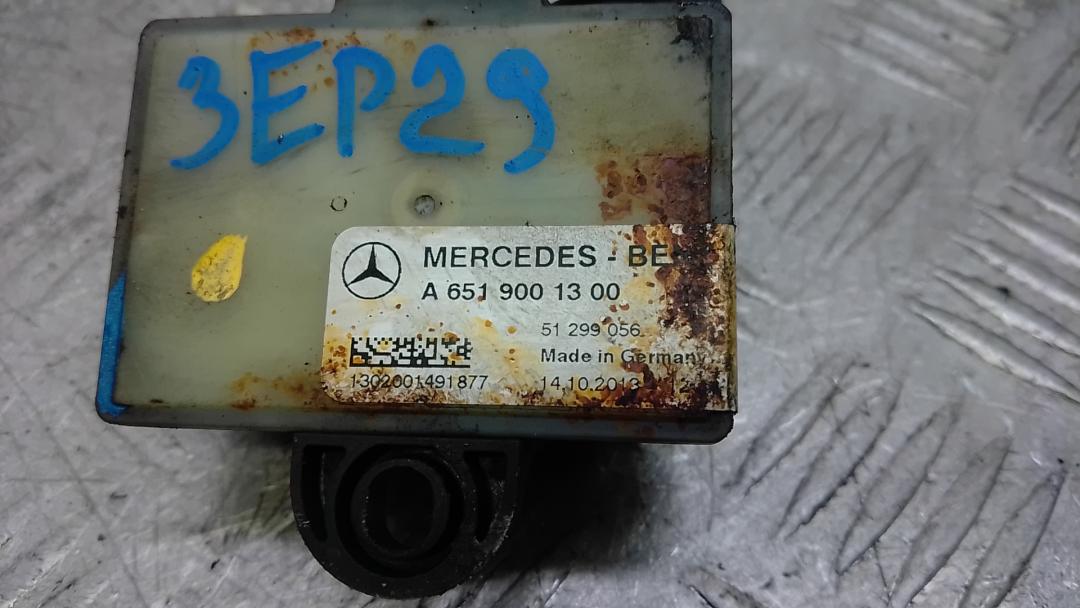 3EP29
MERCEDES - BE
A 651 900 13 00
51 299 056
Made in Germany
1302001491877 14.10.2013